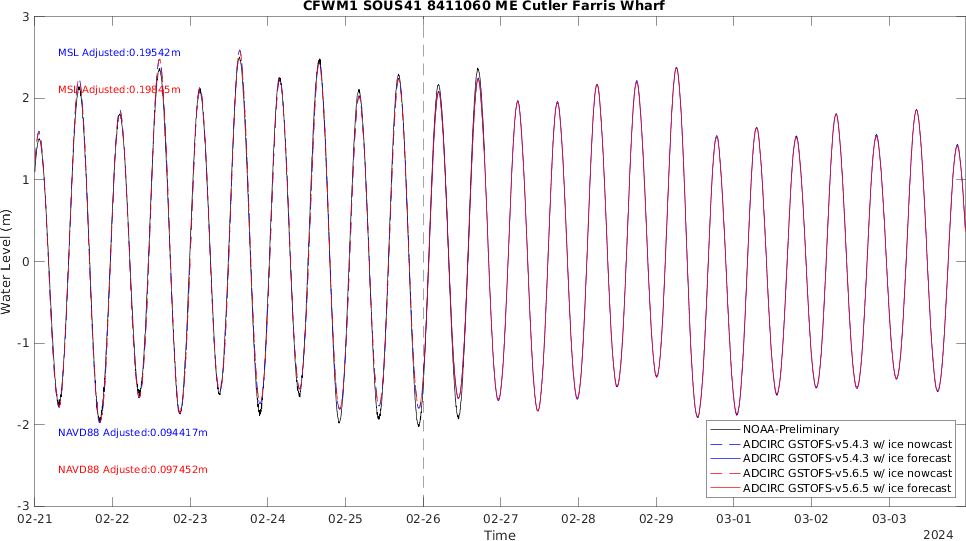 CFWM1 SOUS41 8411060 ME Cutler Farris Wharf
3
2
1
0
-1
-2
-3
Water Level (m)
MSL Adjusted:0.19542m
MSL Adjusted:0.19845m
NAVD88 Adjusted:0.094417m
NAVD88 Adjusted:0.097452m
NOAA-Preliminary
ADCIRC GSTOFS-v5.4.3 w/ ice nowcast
ADCIRC GSTOFS-v5.4.3 w/ ice forecast
ADCIRC GSTOFS-v5.6.5 w/ ice nowcast
ADCIRC GSTOFS-v5.6.5 w/ ice forecast
02-21 02-22 02-23 02-24 02-25 02-26 02-27 02-28 02-29 03-01 03-02 03-03
Time
2024